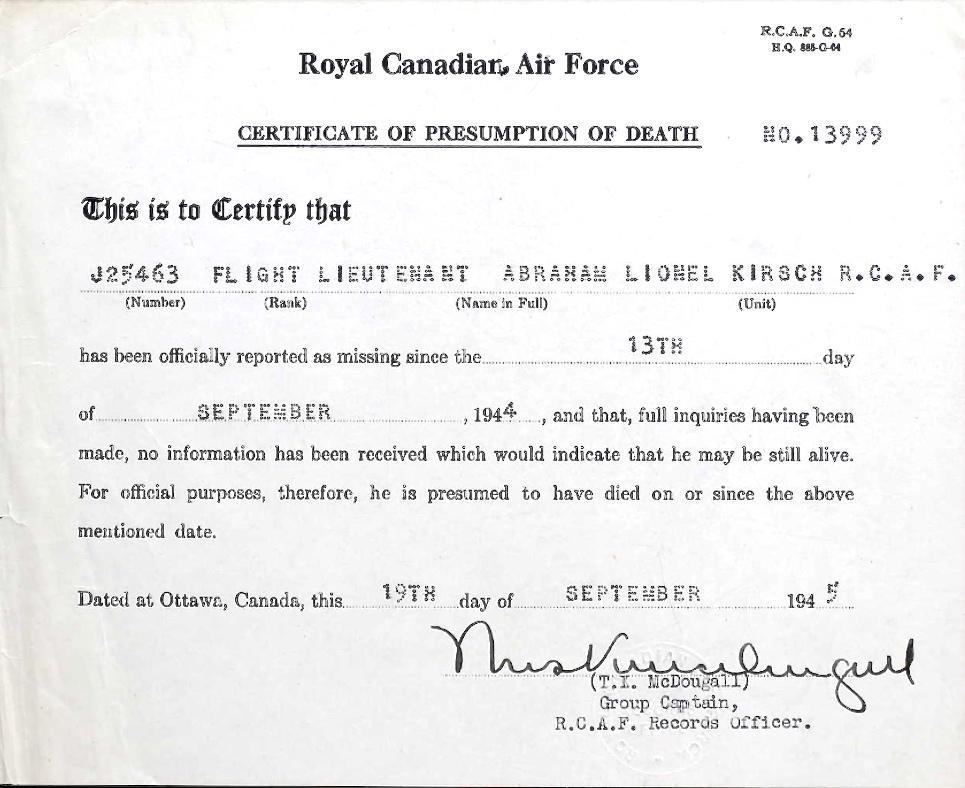 R.C.A.F. G.64
H.Q. 885-G-64
Royal Canadian Air Force
CERTIFICATE OF PRESUMPTION OF DEATH NO.13999
This is to Certify that
J25463 FLIGHT LIEUTENANT ABRAHAM LIONEL KIRSCH R.C.A.F.
(Number) (Rank) (Name in Full) (Unit)
has been officially reported as missing since the 13TH day
of SEPTEMBER , 1944 , and that, full inquiries having been
made, no information has been received which would indicate that he may be still alive.
For official purposes, therefore, he is presumed to have died on or since the above
mentioned date.
Dated at Ottawa, Canada, this 19TH day of SEPTEMBER 1945
(T.I. McDougall)
Group Captain,
R.C.A.F. Records Officer.